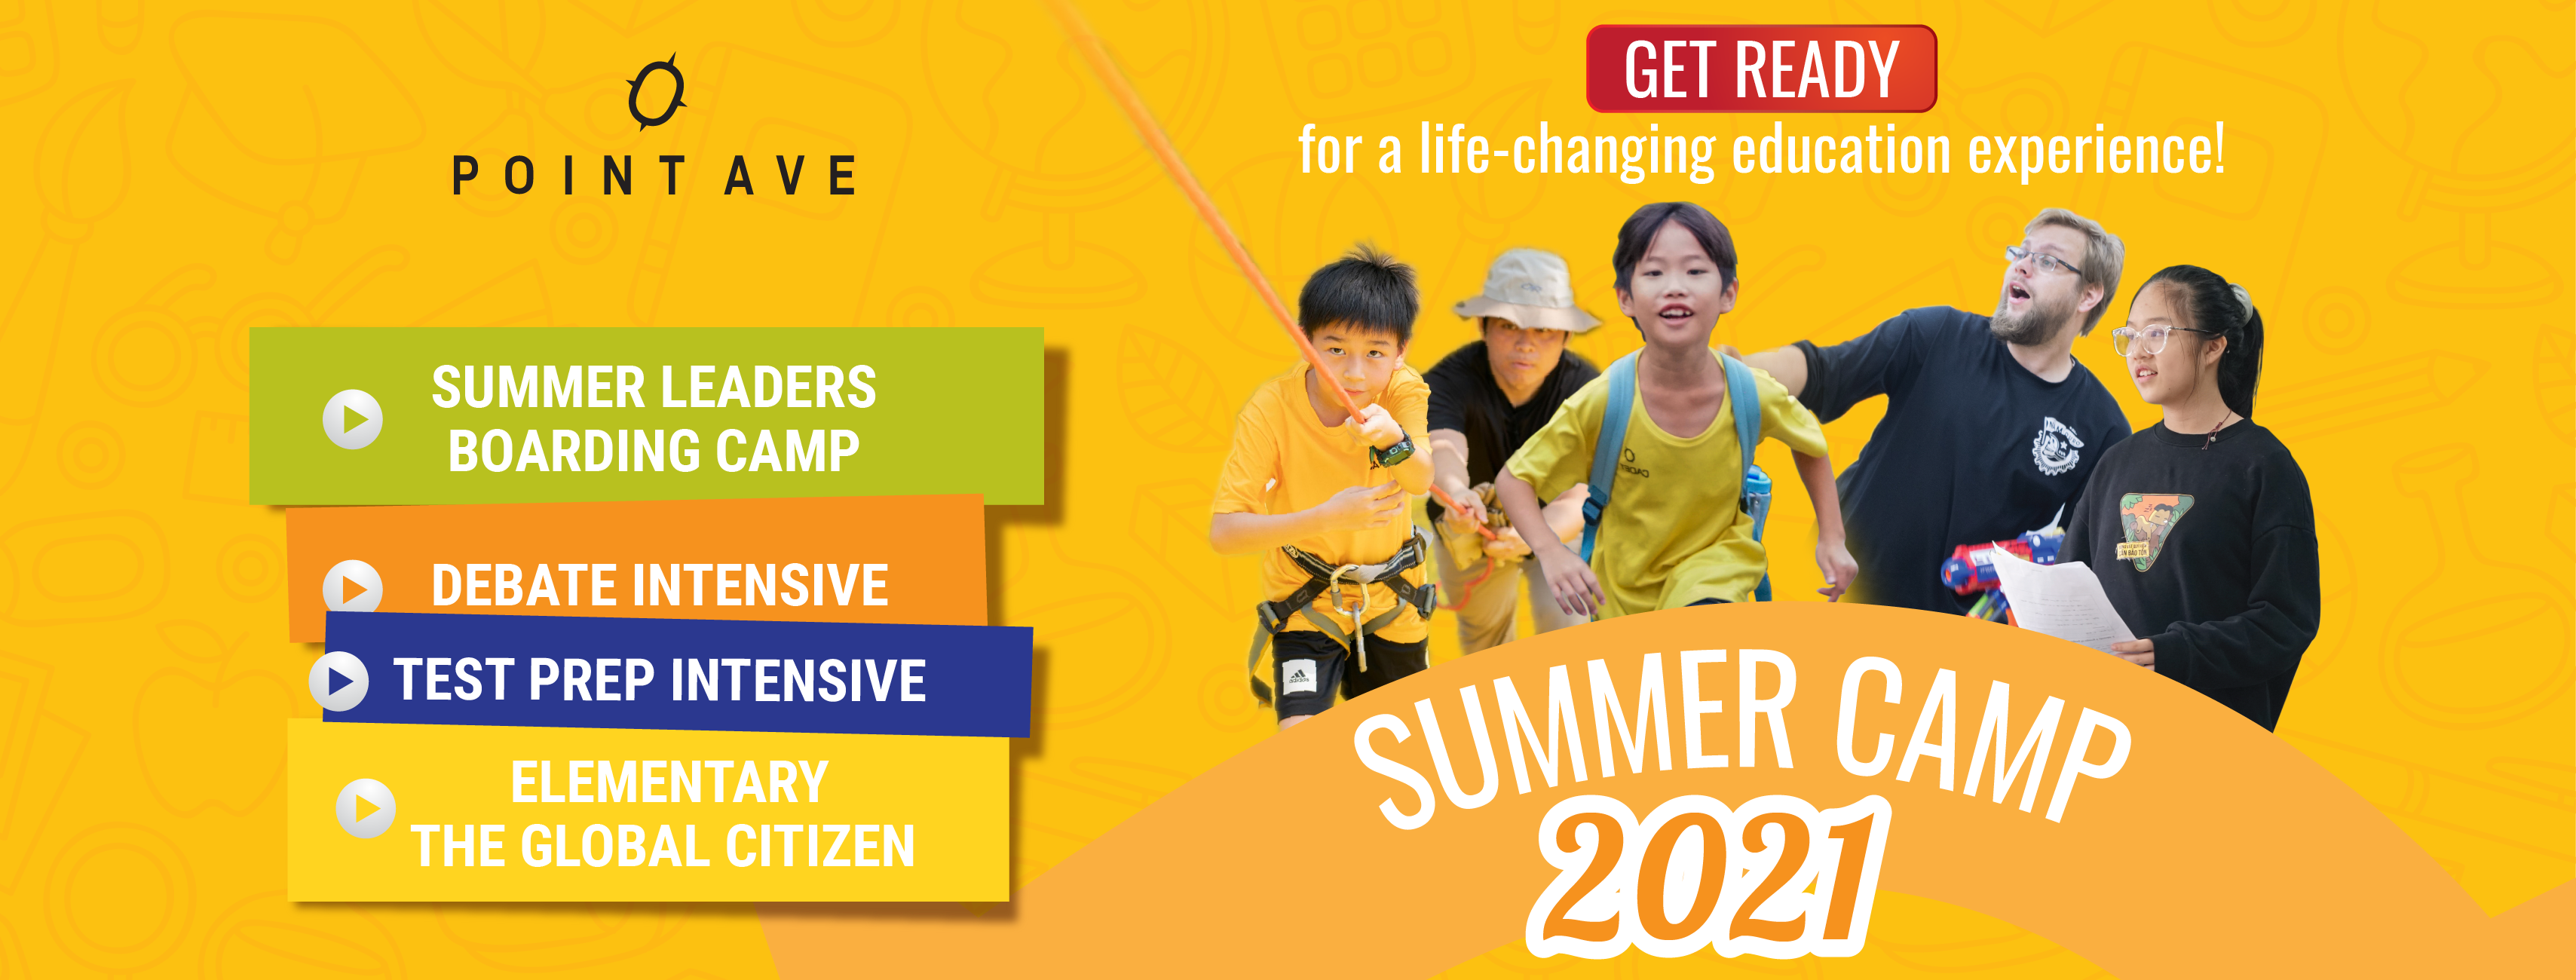 POINT AVE
SUMMER LEADERS
BOARDING CAMP
DEBATE INTENSIVE
TEST PREP INTENSIVE
ELEMENTARY
THE GLOBAL CITIZEN
GET READY
for a life-changing education experience!
adidas
SUMMER CAMP
2021